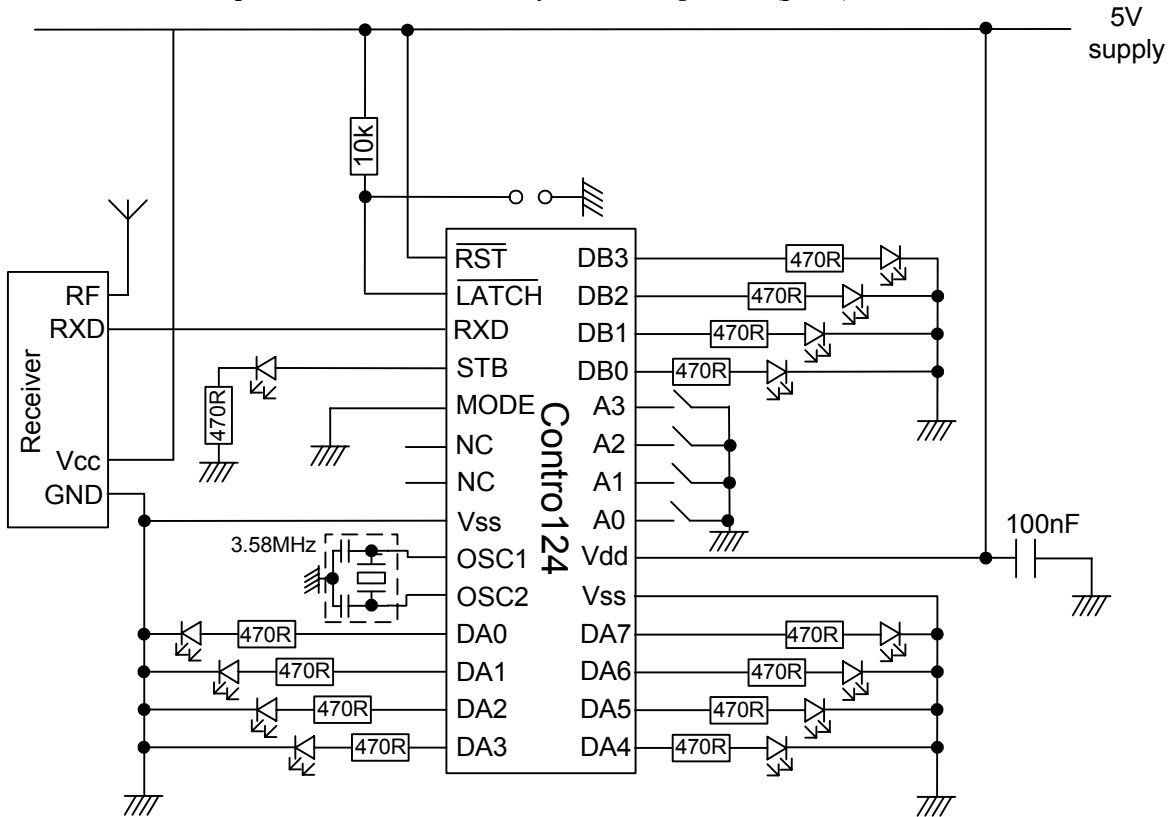 5V
supply
10k
RST
LATCH
RXD
STB
MODE
NC
NC
Vss
OSC1
OSC2
DA0
DA1
DA2
DA3
Contro124
DB3
DB2
DB1
DB0
A3
A2
A1
A0
Vdd
Vss
DA7
DA6
DA5
DA4
RF
RXD
Receiver
Vcc
GND
470R
3.58MHz
470R
470R
470R
470R
470R
470R
470R
470R
100nF
470R
470R
470R
470R